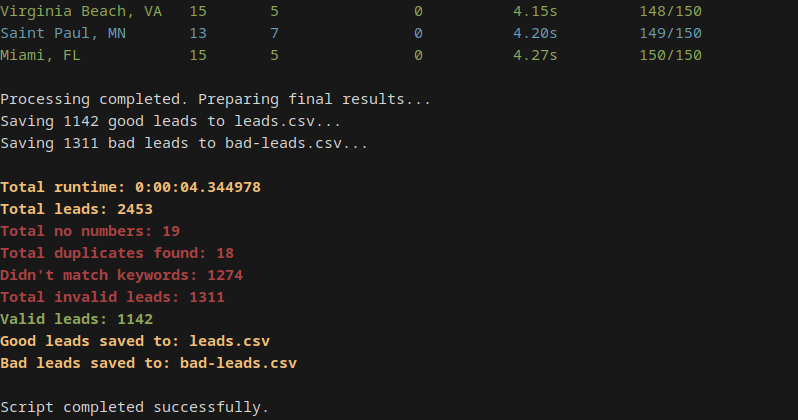 Virginia Beach, VA 15 5 0 4.15s 148/150
Saint Paul, MN 13 7 0 4.20s 149/150
Miami, FL 15 5 0 4.27s 150/150
Processing completed. Preparing final results...
Saving 1142 good leads to leads.csv...
Saving 1311 bad leads to bad-leads.csv...
Total runtime: 0:00:04.344978
Total leads: 2453
Total no numbers: 19
Total duplicates found: 18
Didn't match keywords: 1274
Total invalid leads: 1311
Valid leads: 1142
Good leads saved to: leads.csv
Bad leads saved to: bad-leads.csv
Script completed successfully.